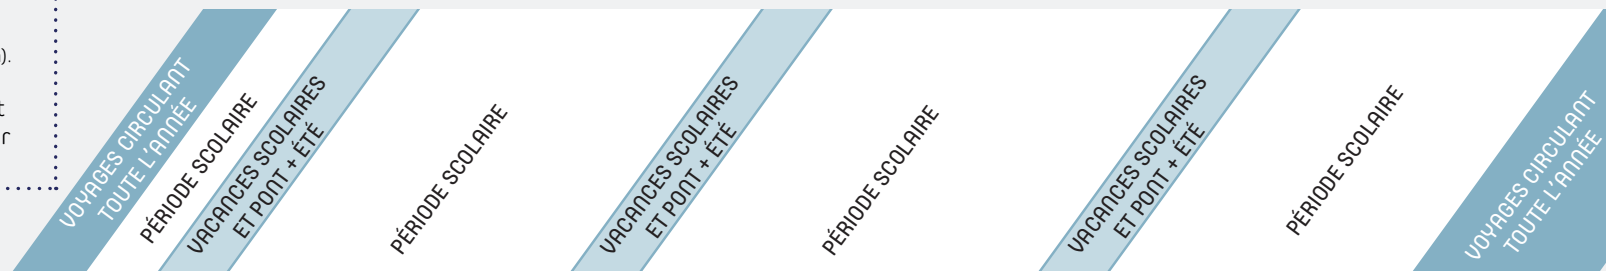 ).
t
r
VOYAGES CIRCULANT
TOUTE L'ANNÉE
PÉRIODE SCOLAIRE
VACANCES SCOLAIRES
ET PONT + ÉTÉ
PÉRIODE SCOLAIRE
VACANCES SCOLAIRES
ET PONT + ÉTÉ
PÉRIODE SCOLAIRE
VACANCES SCOLAIRES
ET PONT + ÉTÉ
PÉRIODE SCOLAIRE
VOYAGES CIRCULANT
TOUTE L'ANNÉE